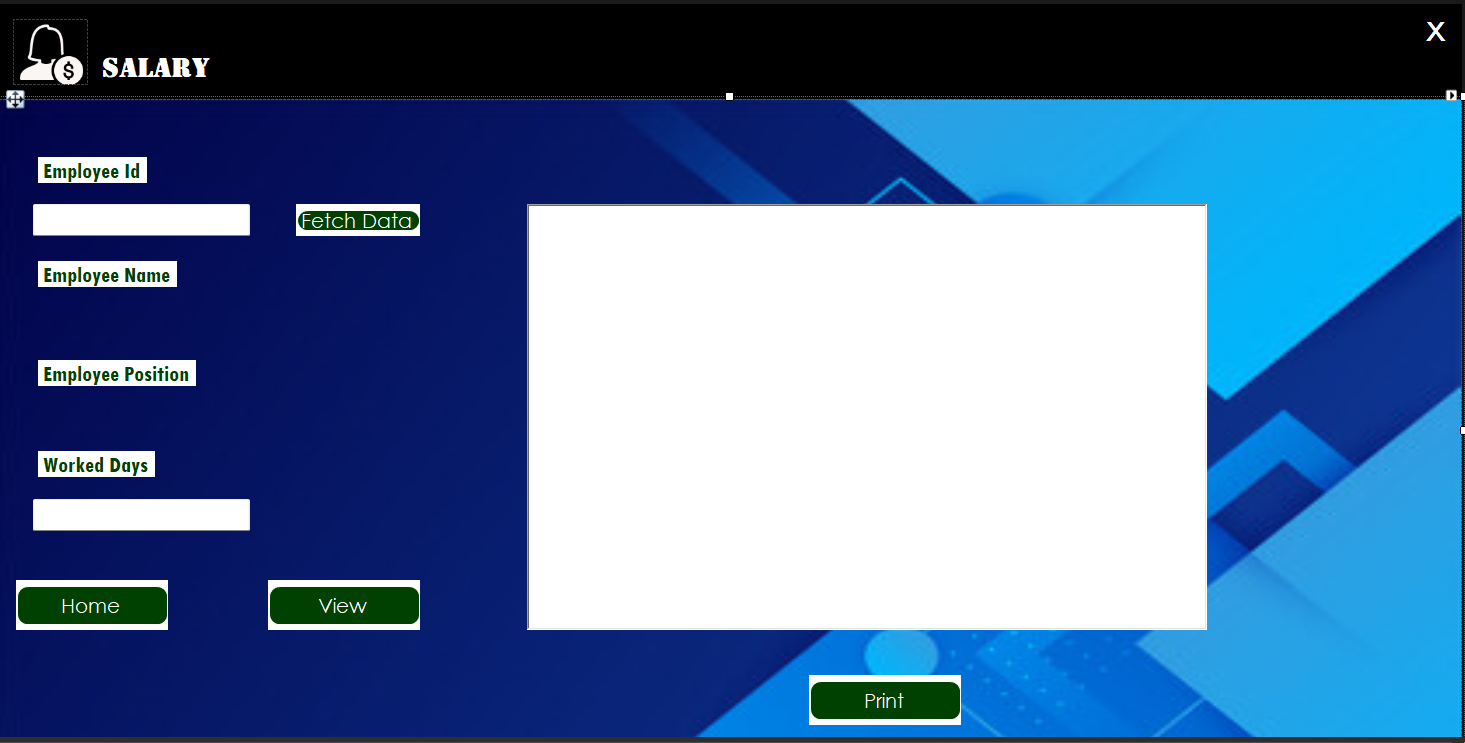 X
$
SALARY
Employee Id
Fetch Data
Employee Name
Employee Position
Worked Days
Home
View
Print